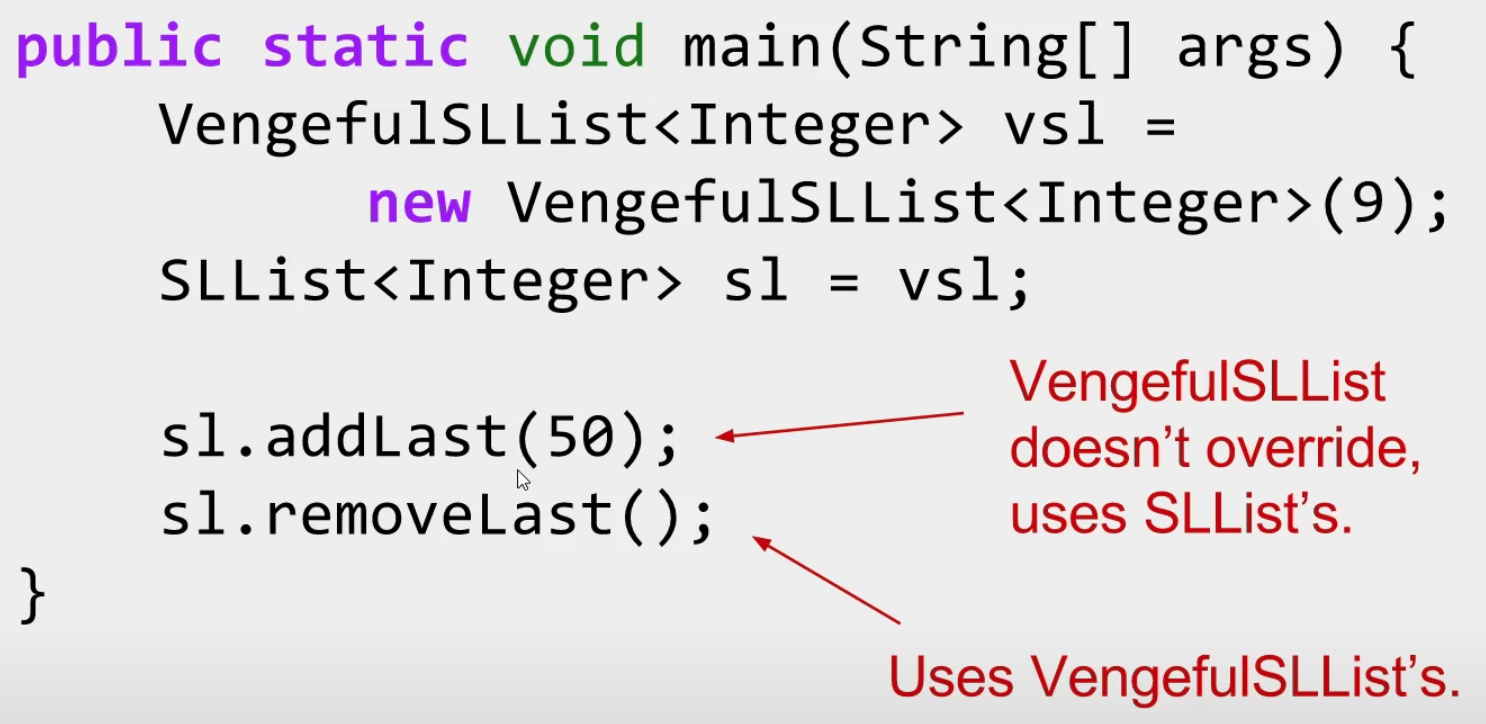 public static void main(String[] args) {
VengefulSLList<Integer> vsl =
new VengefulSLList<Integer>(9);
SLList<Integer> sl = vsl;
sl.addLast(50);
sl.removeLast();
}
VengefulSLList
doesn’t override,
uses SLList’s.
Uses VengefulSLList’s.